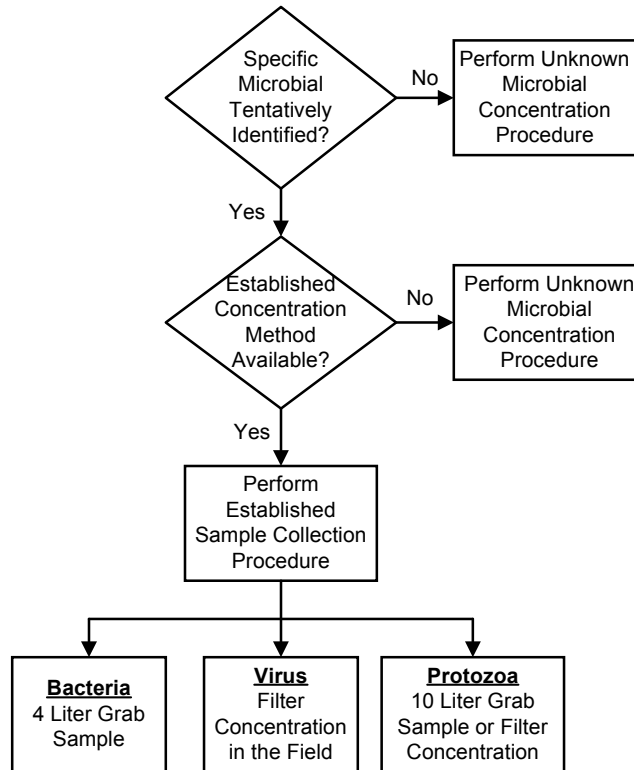 Specific
Microbial
Tentatively
Identified?
No
Perform Unknown
Microbial
Concentration
Procedure
Yes
Established
Concentration
Method
Available?
No
Perform Unknown
Microbial
Concentration
Procedure
Yes
Perform
Established
Sample Collection
Procedure
Bacteria
4 Liter Grab
Sample
Virus
Filter
Concentration
in the Field
Protozoa
10 Liter Grab
Sample or Filter
Concentration